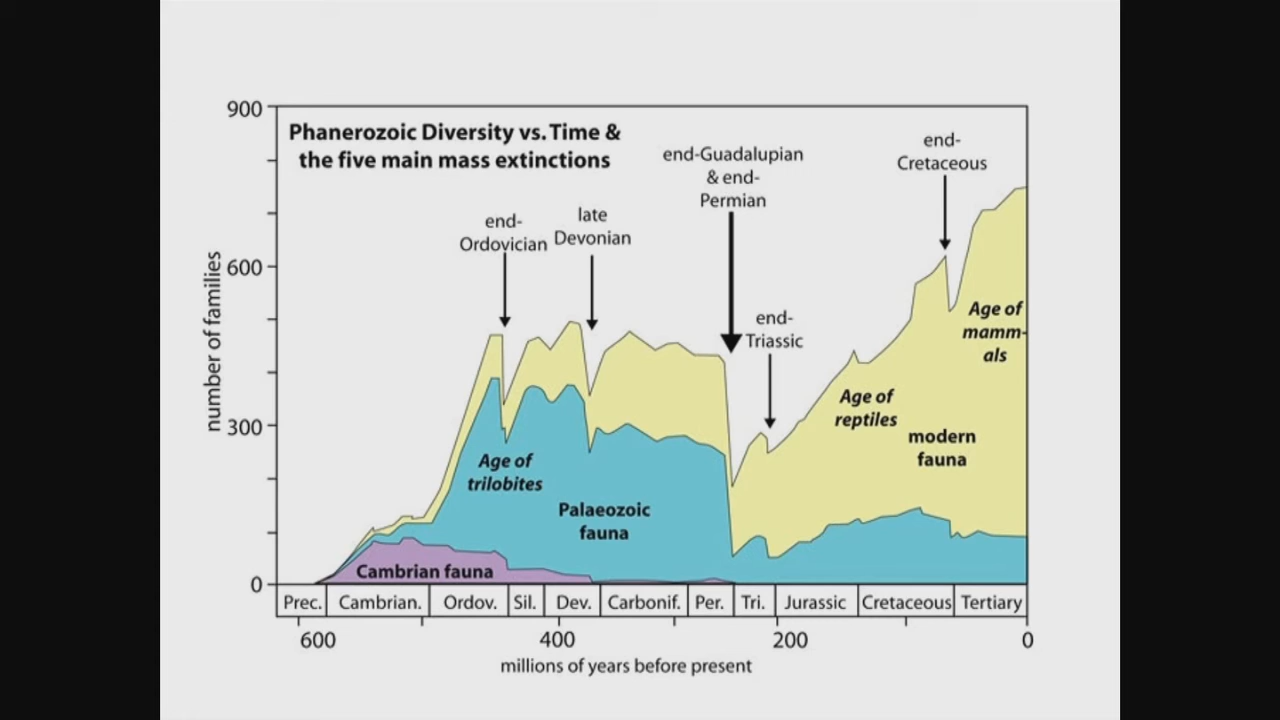 900
Phanerozoic Diversity vs. Time &
the five main mass extinctions
end-Guadalupian
& end-
Permian
end-
Cretaceous
end-
Ordovician
late
Devonian
600
end-
Triassic
Age of
mamm-
als
number of families
Age of
reptiles
300
modern
fauna
Age of
trilobites
Palaeozoic
fauna
Cambrian fauna
0
Prec. Cambrian. Ordov. Sil. Dev. Carbonif. Per. Tri. Jurassic Cretaceous Tertiary
600 400 200 0
millions of years before present